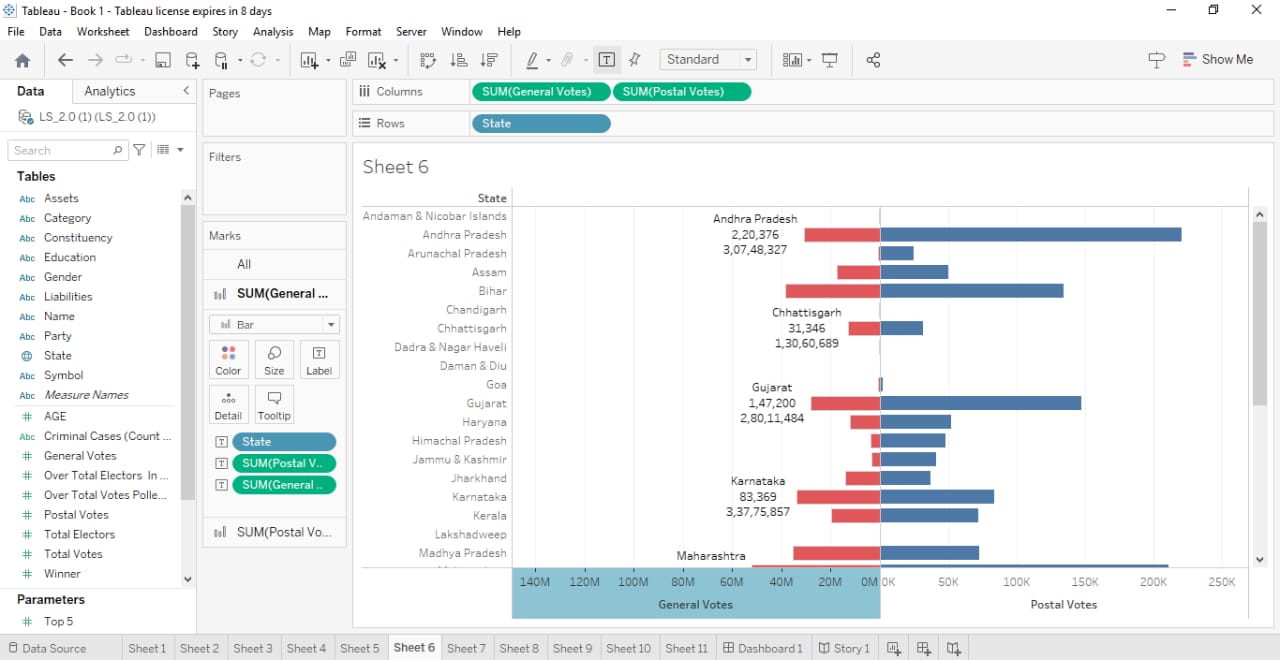 Tableau - Book 1 - Tableau license expires in 8 days
File Data Worksheet Dashboard Story Analysis Map Format Server Window Help
Standard
Show Me
Data
Analytics
LS_2.0 (1) (LS_2.0 (1))
Search
Tables
Abc Assets
Abc Category
Abc Constituency
Abc Education
Abc Gender
Abc Liabilities
Abc Name
Abc Party
State
Abc Symbol
Abc Measure Names
# AGE
Abc Criminal Cases (Count ...
# General Votes
# Over Total Electors In ...
# Over Total Votes Polle...
# Postal Votes
# Total Electors
# Total Votes
# Winner
Parameters
# Top 5
Pages
Filters
Marks
All
SUM(General ...
Bar
Color
Size
T
Label
Detail
Tooltip
T State
T SUM(Postal V..
T SUM(General ..
SUM(Postal Vo...
Columns
SUM(General Votes)
SUM(Postal Votes)
Rows
State
Sheet 6
State
Andaman & Nicobar Islands
Andhra Pradesh
Arunachal Pradesh
Assam
Bihar
Chandigarh
Chhattisgarh
Dadra & Nagar Haveli
Daman & Diu
Goa
Gujarat
Haryana
Himachal Pradesh
Jammu & Kashmir
Jharkhand
Karnataka
Kerala
Lakshadweep
Madhya Pradesh
Andhra Pradesh
2,20,376
3,07,48,327
Chhattisgarh
31,346
1,30,60,689
Gujarat
1,47,200
2,80,11,484
Karnataka
83,369
3,37,75,857
Maharashtra
140M 120M 100M 80M 60M 40M 20M 0M
General Votes
0K 50K 100K 150K 200K 250K
Postal Votes
Data Source
Sheet 1
Sheet 2
Sheet 3
Sheet 4
Sheet 5
Sheet 6
Sheet 7
Sheet 8
Sheet 9
Sheet 10
Sheet 11
Dashboard 1
Story 1